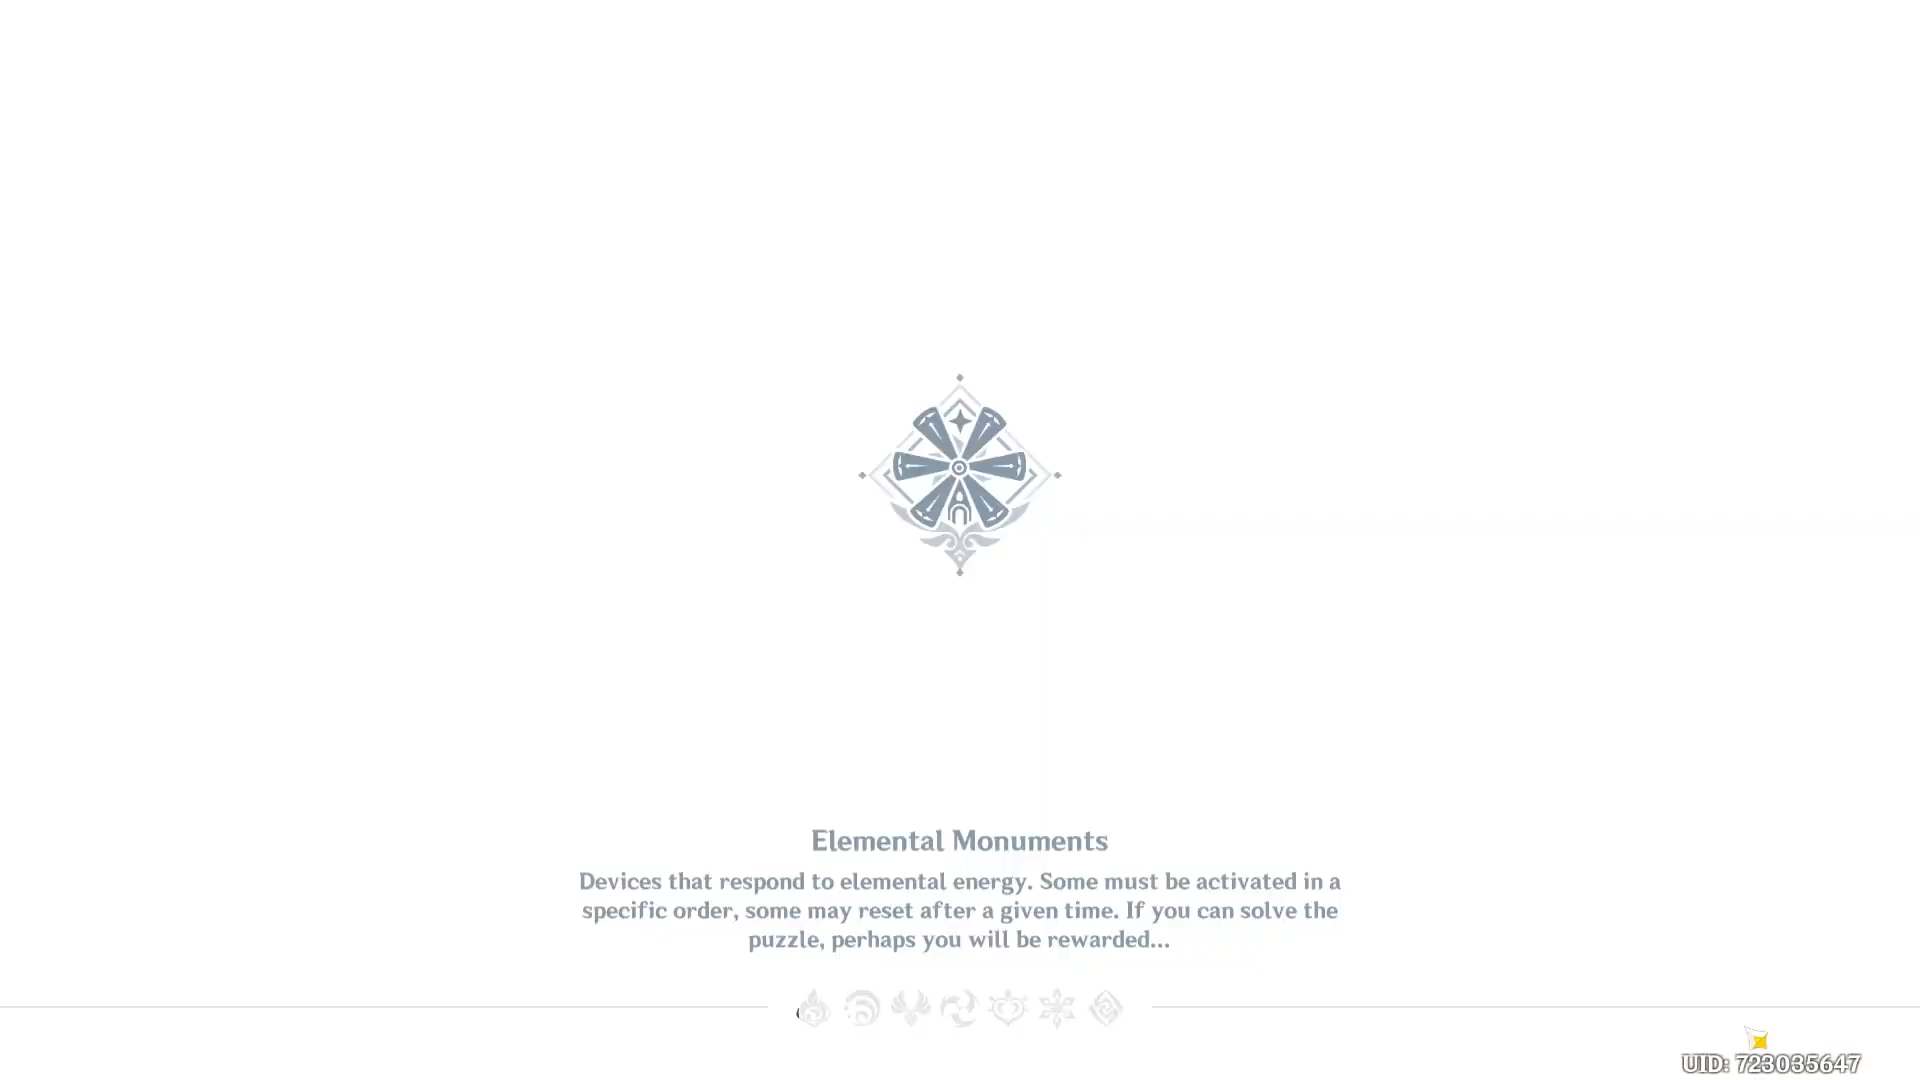 Elemental Monuments
Devices that respond to elemental energy. Some must be activated in a
specific order, some may reset after a given time. If you can solve the
puzzle, perhaps you will be rewarded...
UID: 723035647